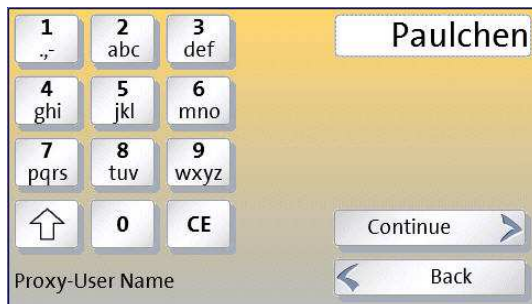 Paulchen
1 2 3
.,- abc def
4 5 6
ghi jkl mno
7 8 9
pqrs tuv wxyz
0 CE
Continue
Back
Proxy-User Name